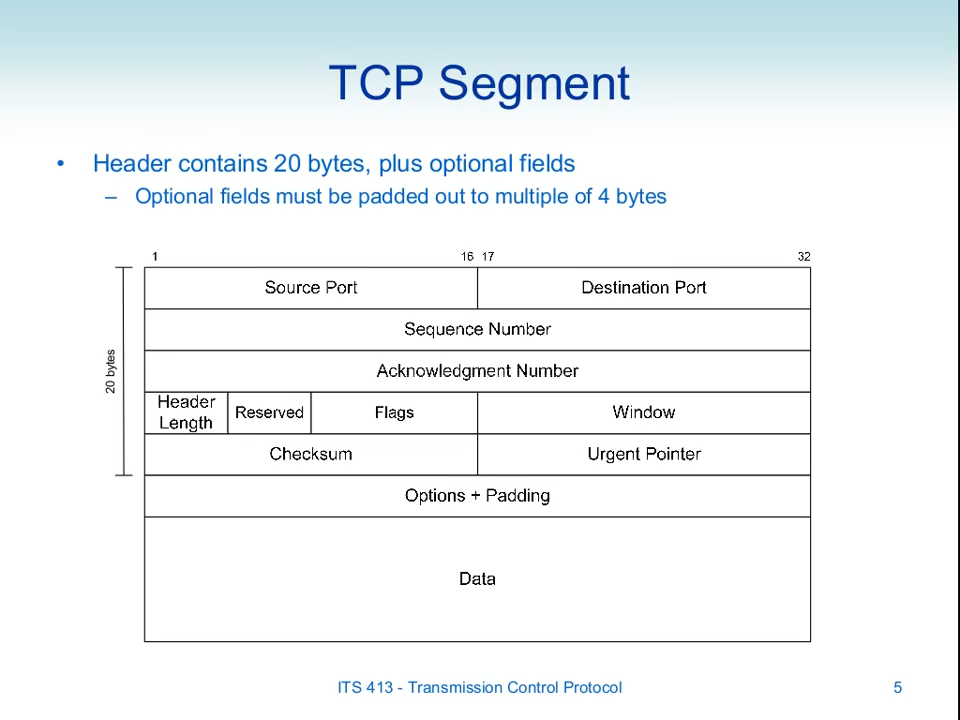 TCP Segment
• Header contains 20 bytes, plus optional fields
– Optional fields must be padded out to multiple of 4 bytes
1 16 17 32
Source Port Destination Port
Sequence Number
20 bytes
Acknowledgment Number
Header
Length
Reserved Flags Window
Checksum Urgent Pointer
Options + Padding
Data
ITS 413 - Transmission Control Protocol 5